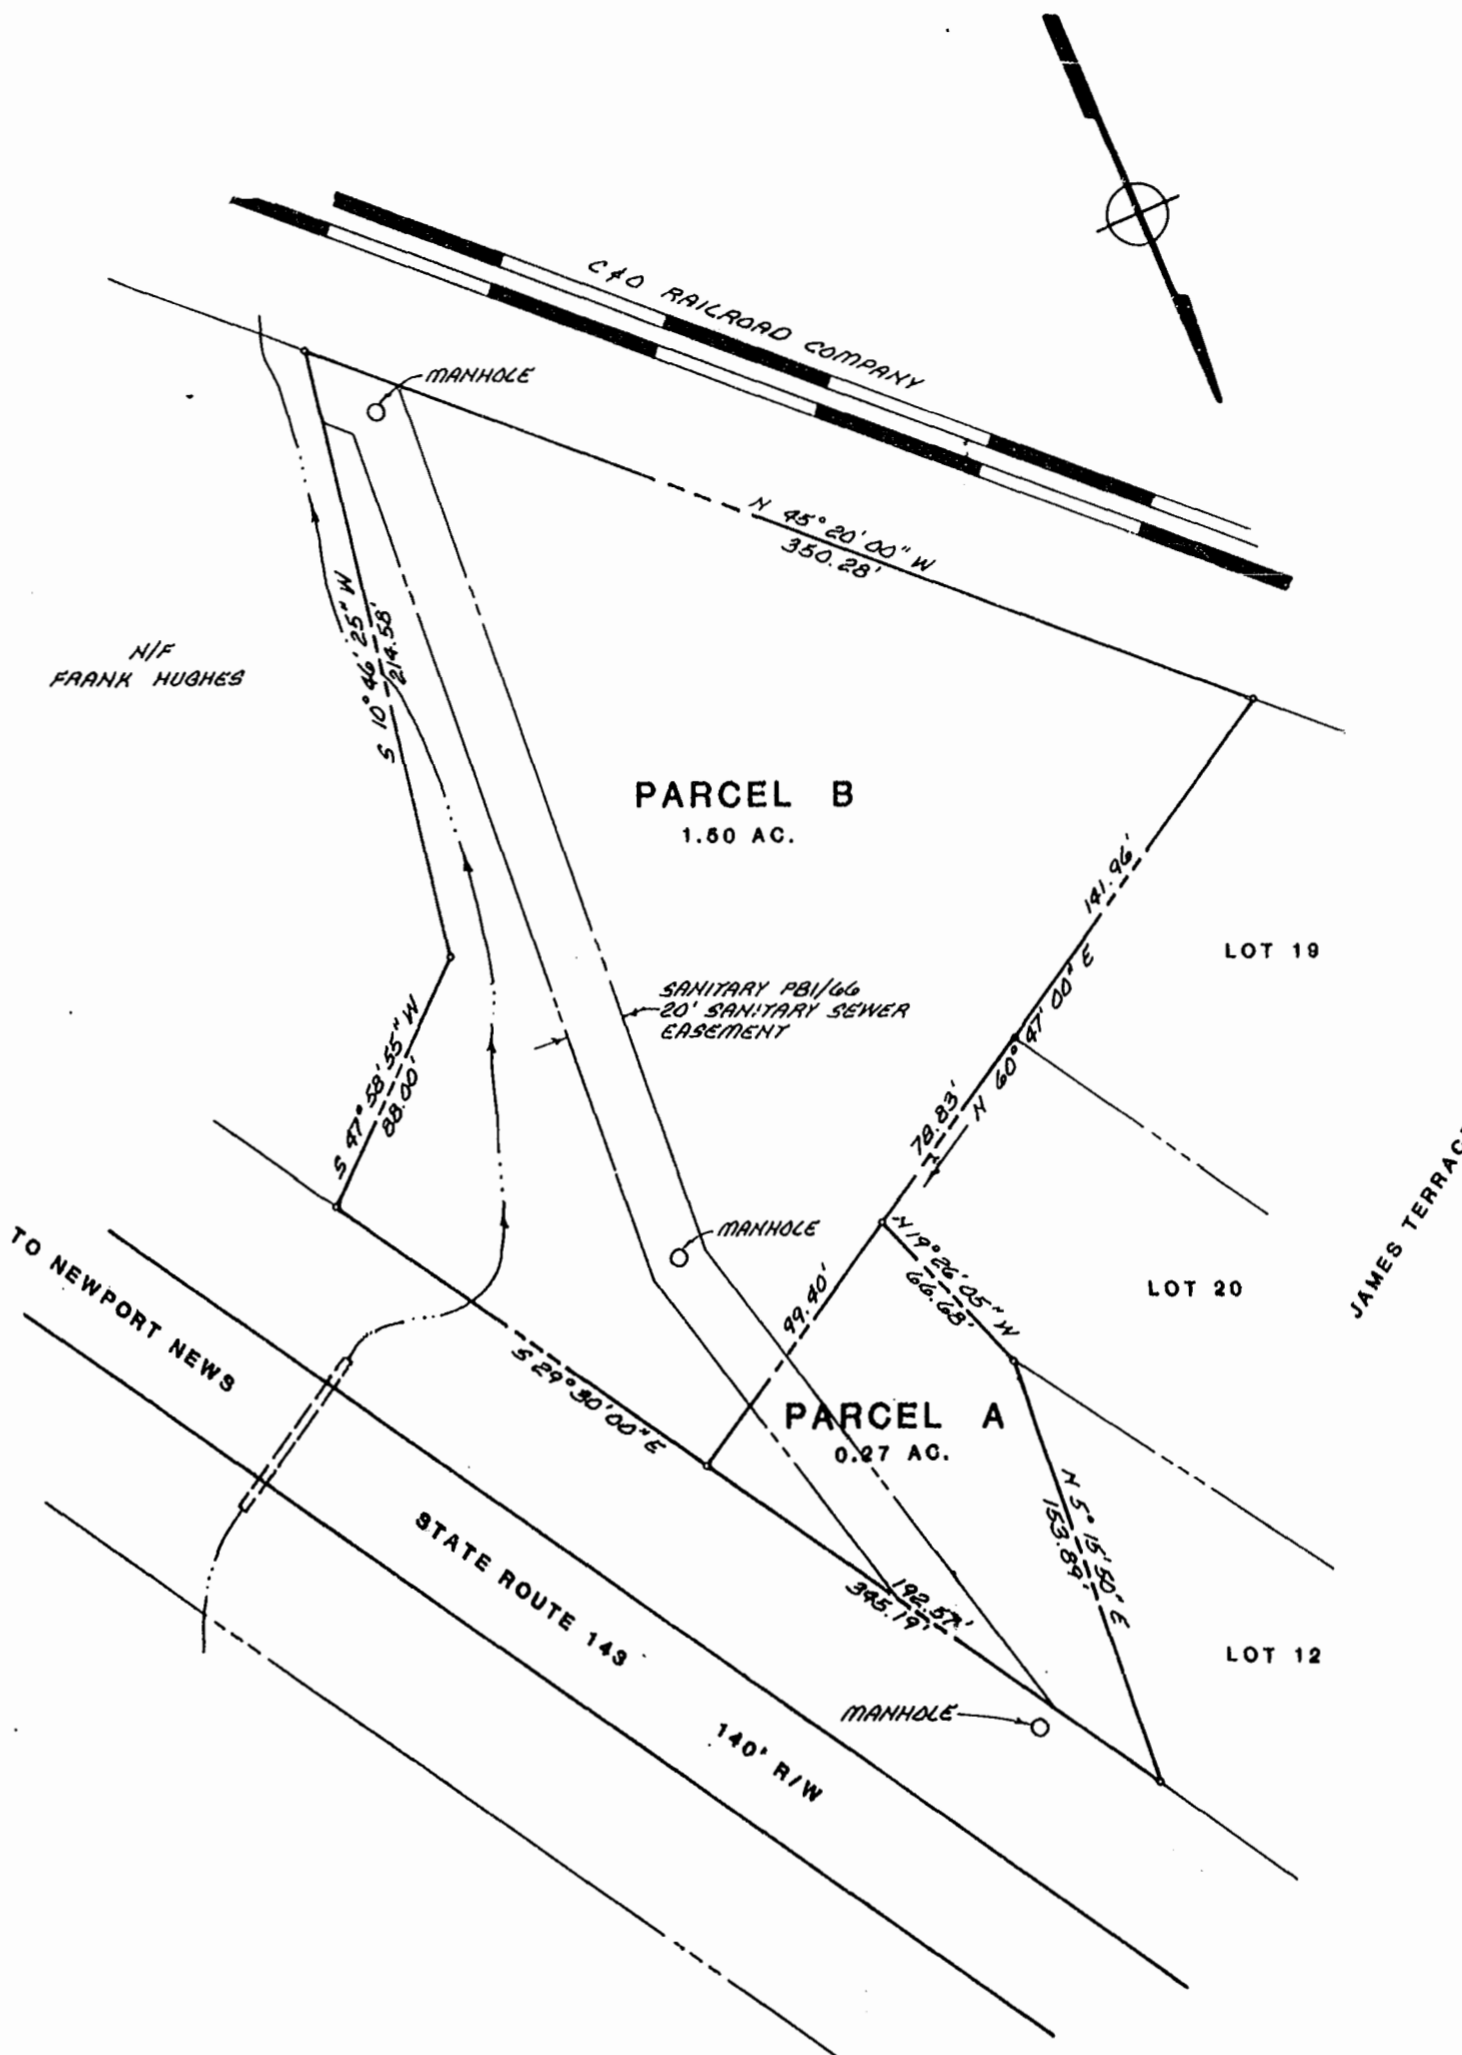 C&O RAILROAD COMPANY
MANHOLE
N 45° 20' 00" W
350.28'
S 10° 46' 25" W
214.58'
N/F
FRANK HUGHES
PARCEL B
1.50 AC.
141.96'
LOT 19
N 60° 47' 00" E
SANITARY PB1/66
20' SANITARY SEWER
EASEMENT
S 47° 58' 55" W
88.00'
78.83'
JAMES TERRAC
TO NEWPORT NEWS
MANHOLE
N 19° 26' 05" W
66.68'
LOT 20
99.40'
S 29° 30' 00" E
PARCEL A
0.27 AC.
N 5° 15' 50" E
153.89'
192.57'
345.19'
STATE ROUTE 143
LOT 12
MANHOLE
140' R/W